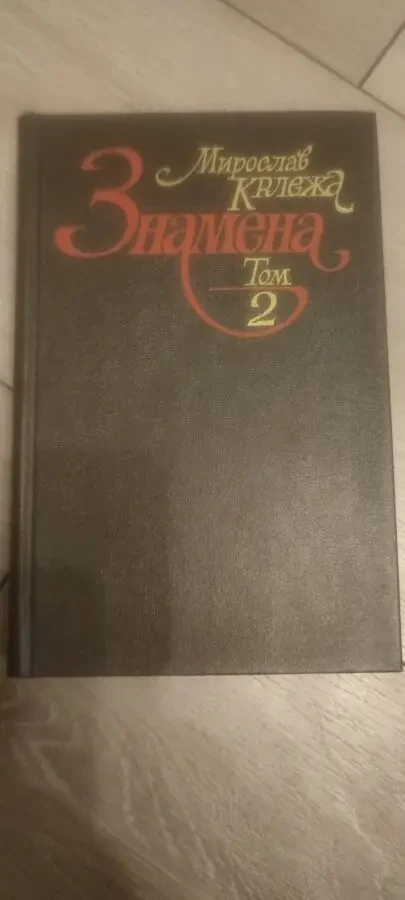 Мирослав
Крлежа
Знамена
Том
2